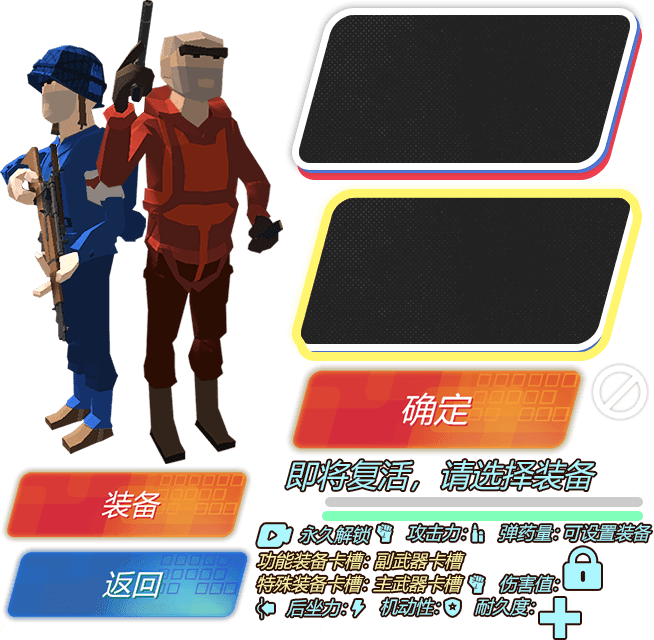 确定
即将复活，请选择装备
装备
永久解锁 攻击力: 弹药量:可设置装备
功能装备卡槽: 副武器卡槽
特殊装备卡槽: 主武器卡槽 伤害值:
返回
后坐力: 机动性: 耐久度: